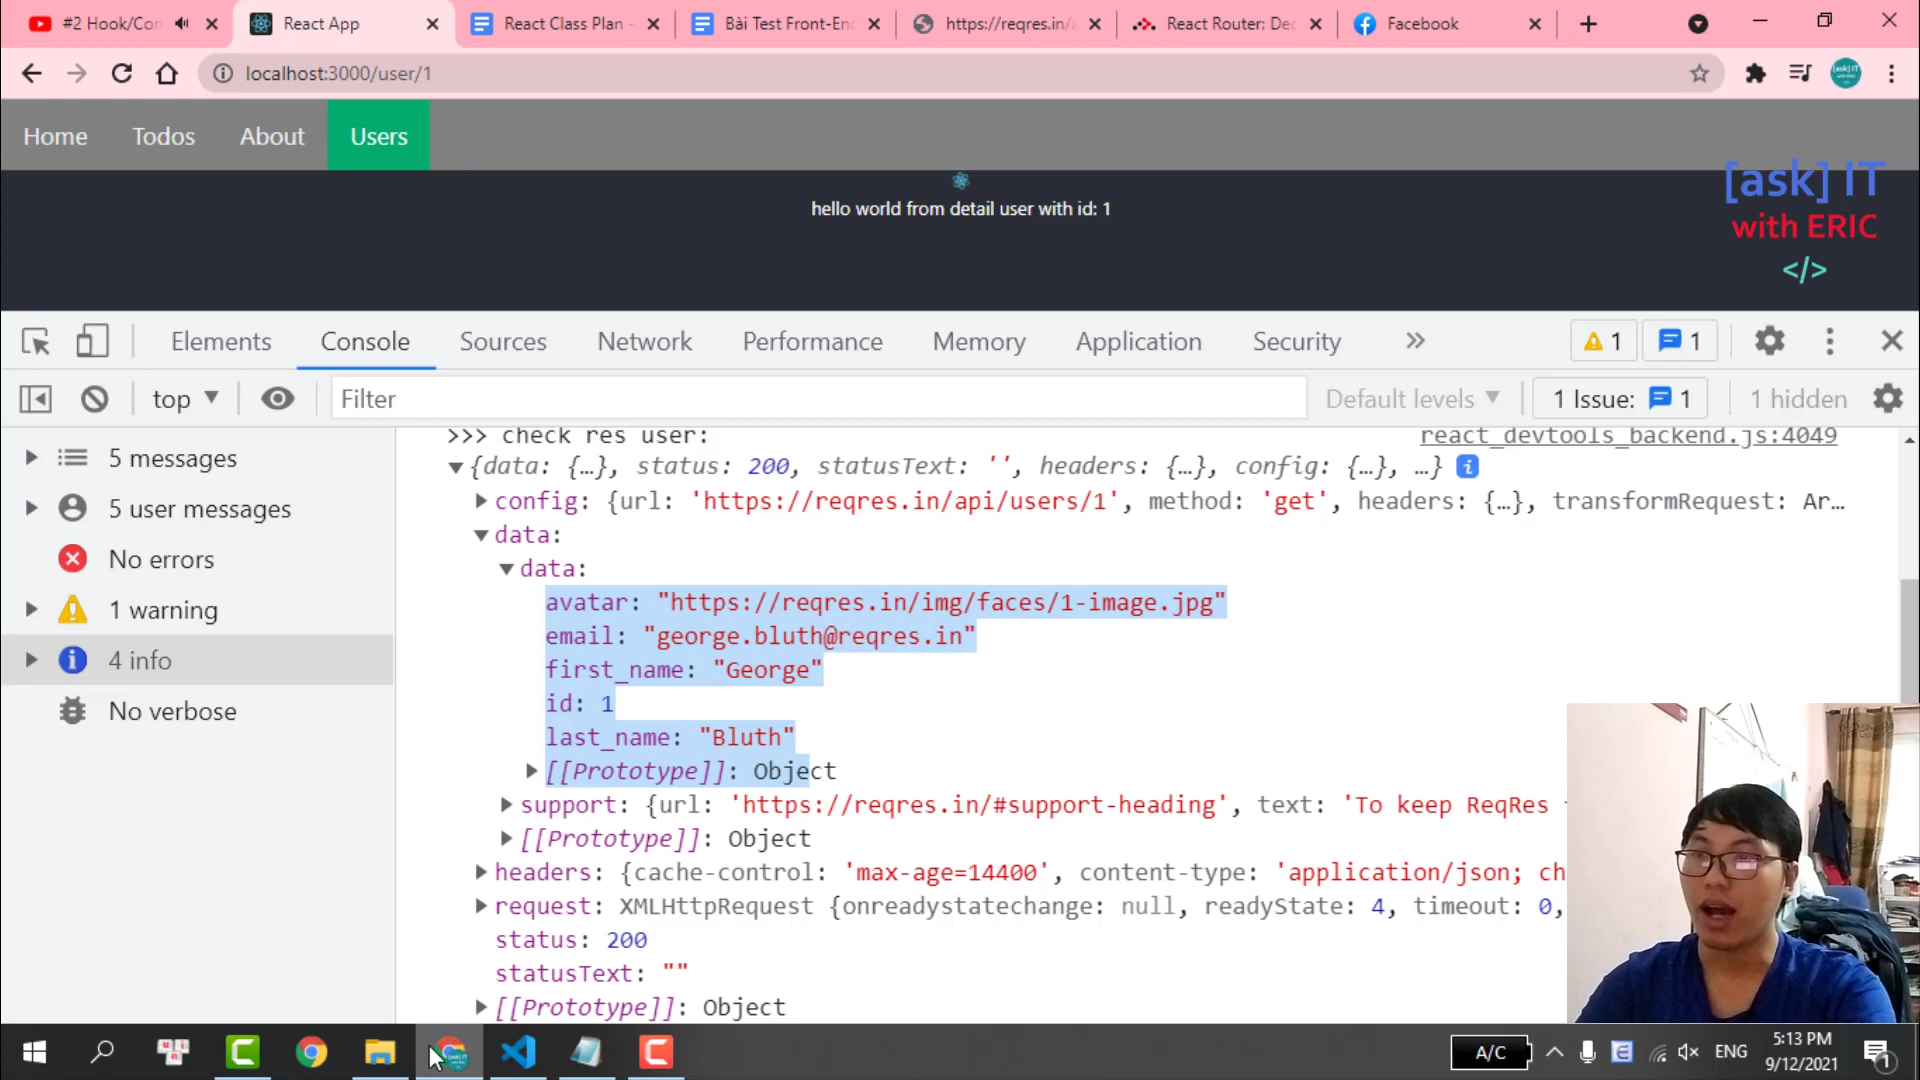 #2 Hook/Con
React App
React Class Plan -
Bài Test Front-En
https://reqres.in/a
React Router: Dec
Facebook
localhost:3000/user/1
Home
Todos
About
Users
[ask] IT
with ERIC
</>
hello world from detail user with id: 1
Elements
Console
Sources
Network
Performance
Memory
Application
Security
1
1
top
Filter
Default levels
1 Issue: 1
1 hidden
5 messages
5 user messages
No errors
1 warning
4 info
No verbose
>>> check res user:
react_devtools_backend.js:4049
{data: {…}, status: 200, statusText: '', headers: {…}, config: {…}, …}
config: {url: 'https://reqres.in/api/users/1', method: 'get', headers: {…}, transformRequest: Ar…
data:
data:
avatar: "https://reqres.in/img/faces/1-image.jpg"
email: "george.bluth@reqres.in"
first_name: "George"
id: 1
last_name: "Bluth"
[[Prototype]]: Object
support: {url: 'https://reqres.in/#support-heading', text: 'To keep ReqRes
[[Prototype]]: Object
headers: {cache-control: 'max-age=14400', content-type: 'application/json; ch
request: XMLHttpRequest {onreadystatechange: null, readyState: 4, timeout: 0,
status: 200
statusText: ""
[[Prototype]]: Object
A/C
ENG
5:13 PM
9/12/2021
1